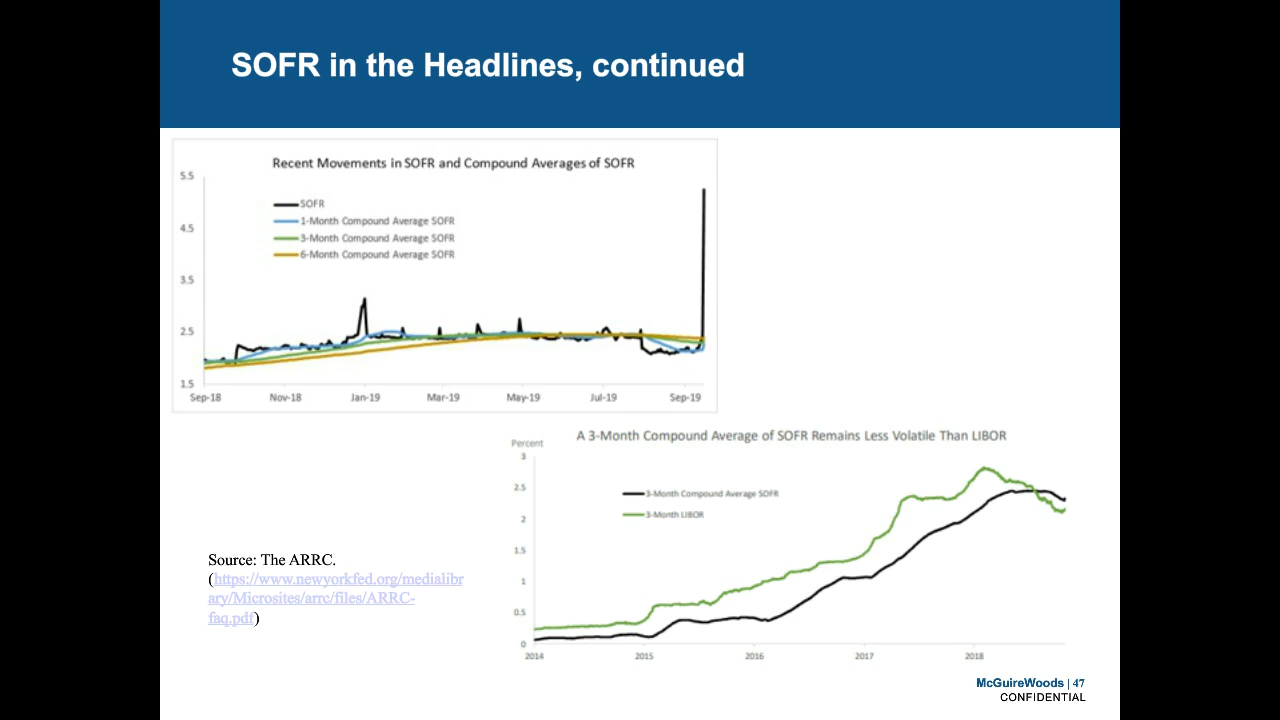 SOFR in the Headlines, continued
Recent Movements in SOFR and Compound Averages of SOFR
5.5
4.5
3.5
2.5
1.5
SOFR
1-Month Compound Average SOFR
3-Month Compound Average SOFR
6-Month Compound Average SOFR
Sep-18 Nov-18 Jan-19 Mar-19 May-19 Jul-19 Sep-19
A 3-Month Compound Average of SOFR Remains Less Volatile Than LIBOR
Percent
3
2.5
2
1.5
1
0.5
0
3-Month Compound Average SOFR
3-Month LIBOR
2014 2015 2016 2017 2018
Source: The ARRC.
(https://www.newyorkfed.org/medialibr
ary/Microsites/arrc/files/ARRC-
faq.pdf)
McGuireWoods | 47
CONFIDENTIAL